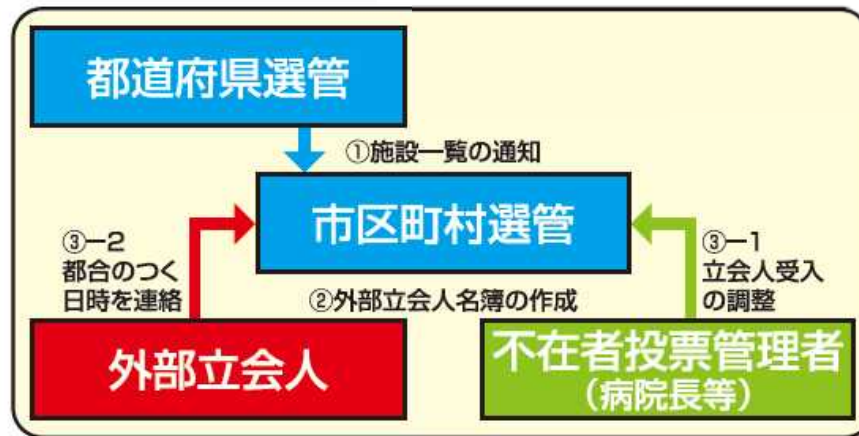 都道府県選管
①施設一覧の通知
市区町村選管
③ー2
都合のつく
日時を連絡
③ー1
立会人受入
の調整
②外部立会人名簿の作成
外部立会人
不在者投票管理者
（病院長等）